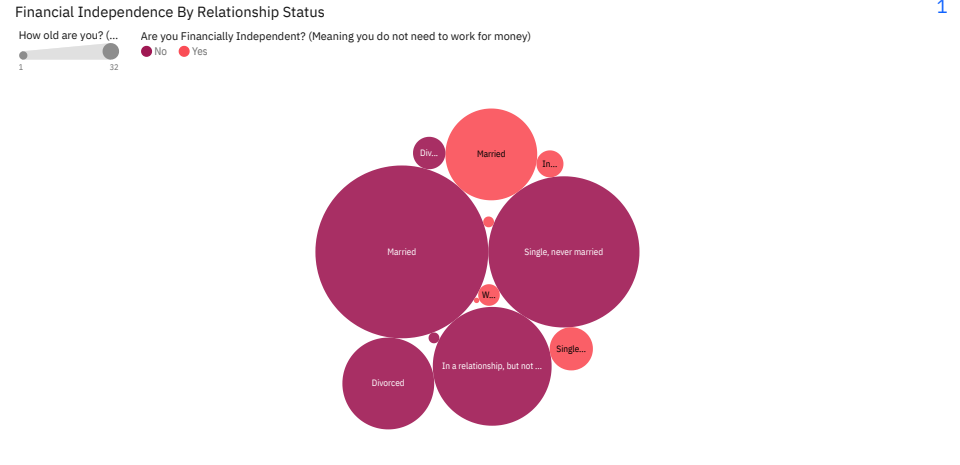 Financial Independence By Relationship Status
1
How old are you? (...
Are you Financially Independent? (Meaning you do not need to work for money)
1
32
No
Yes
Div...
Married
In...
Married
Single, never married
W...
Single...
In a relationship, but not ...
Divorced